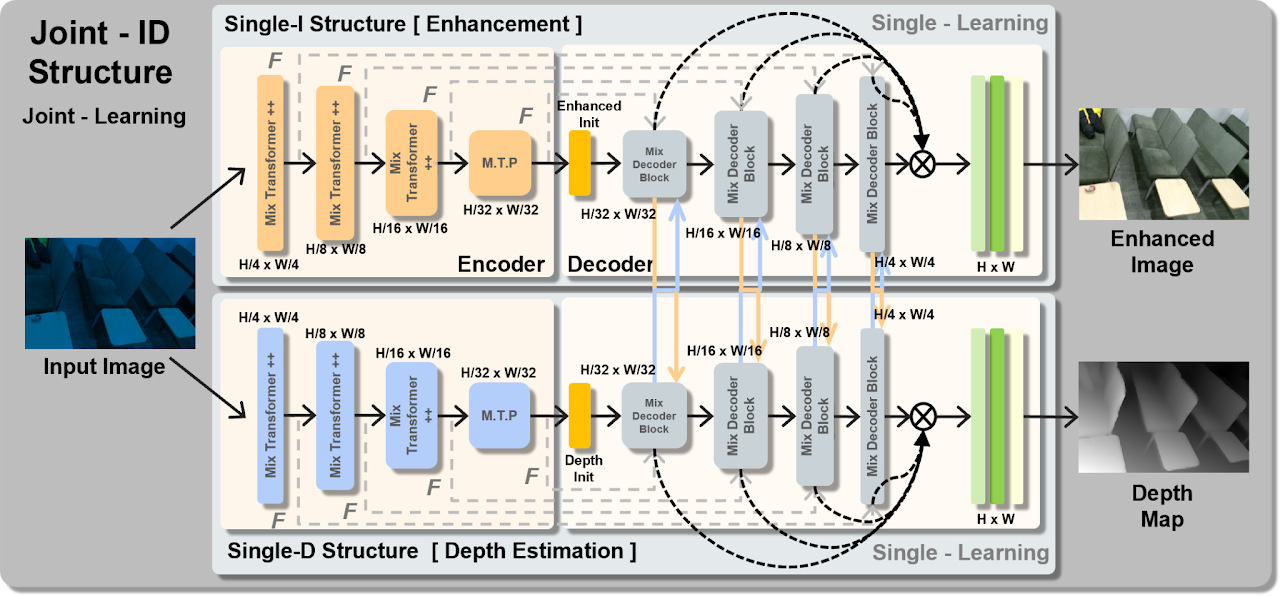 Joint - ID
Structure
Joint - Learning
Input Image
Single-I Structure [ Enhancement ]
Single - Learning
F
F
F
F
Mix Transformer ++
Mix Transformer ++
Mix
Transformer
++
M.T.P
H/4 x W/4
H/8 x W/8
H/16 x W/16
H/32 x W/32
Encoder
Enhanced
Init
Decoder
Mix
Decoder
Block
Mix Decoder
Block
Mix Decoder
Block
Mix Decoder Block
H/32 x W/32
H/16 x W/16
H/8 x W/8
H/4 x W/4
H x W
Enhanced
Image
H/4 x W/4
H/8 x W/8
H/16 x W/16
H/32 x W/32
Mix Transformer ++
Mix Transformer ++
Mix
Transformer
++
M.T.P
F
F
F
F
Depth
Init
H/32 x W/32
H/16 x W/16
H/8 x W/8
H/4 x W/4
Mix
Decoder
Block
Mix Decoder
Block
Mix Decoder
Block
Mix Decoder Block
H x W
Depth
Map
Single-D Structure [ Depth Estimation ]
Single - Learning